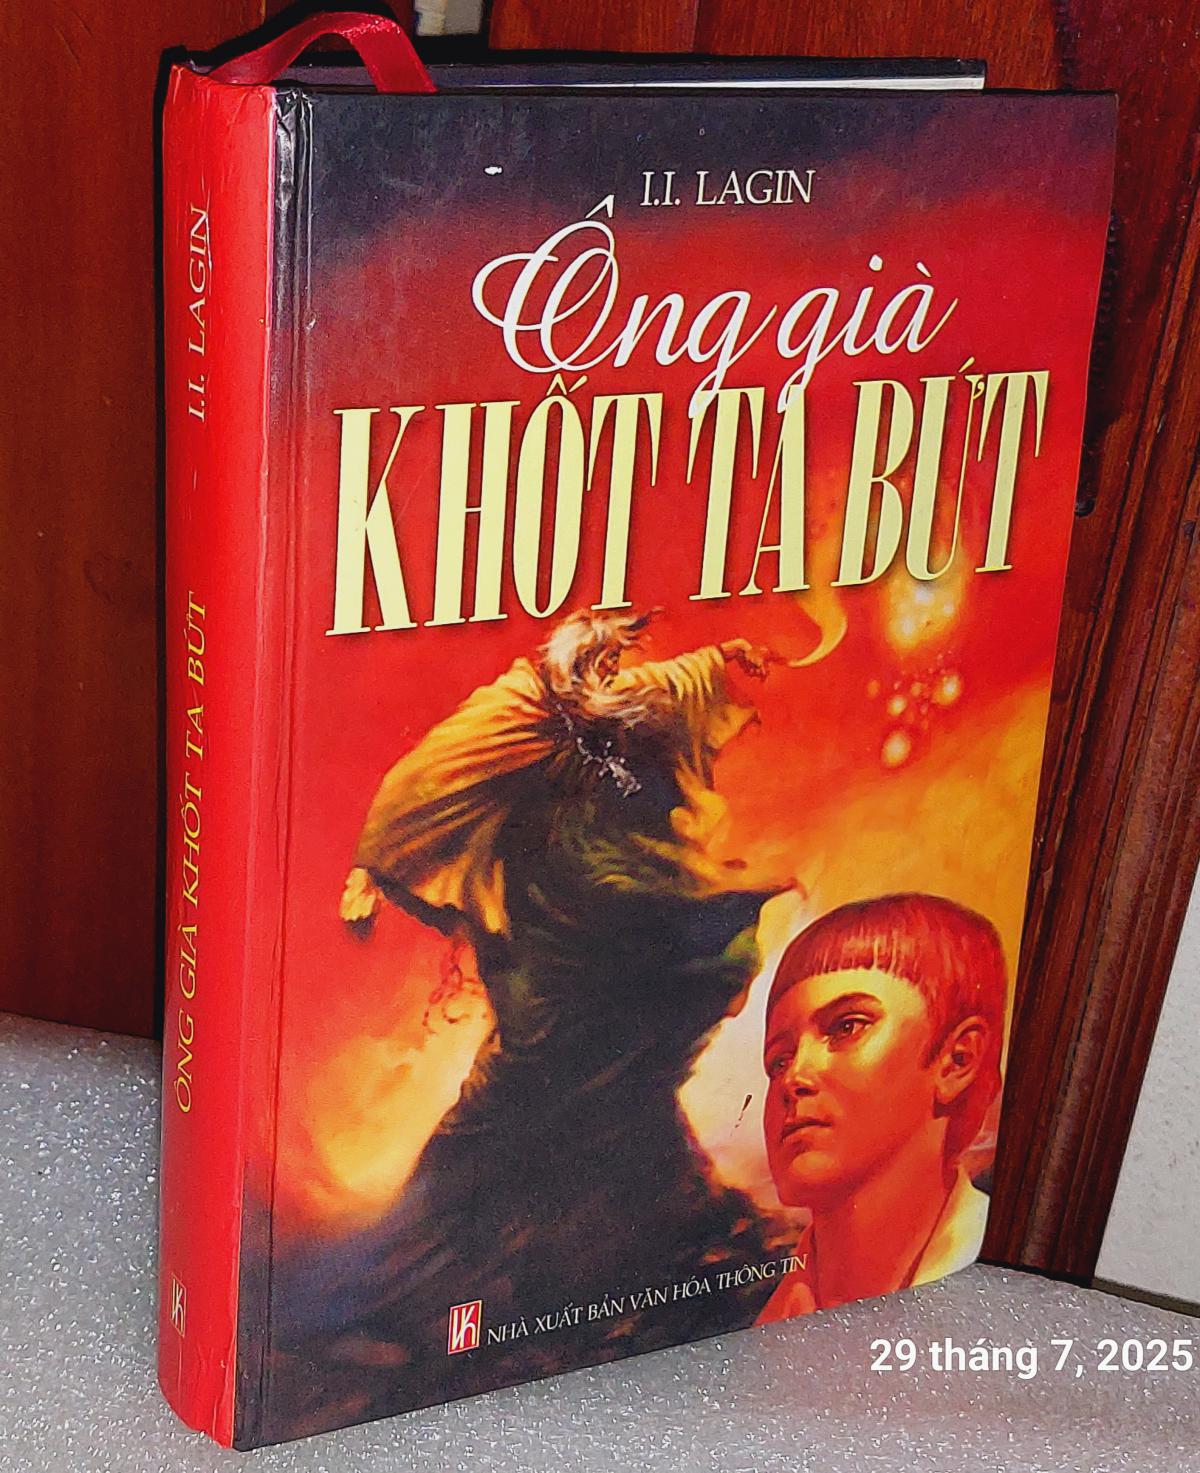 I.I. LAGIN
Ông già
KHỐT TA BỨT
NHÀ XUẤT BẢN VĂN HÓA THÔNG TIN
I.I. LAGIN
ÔNG GIÀ KHỐT TA BỨT
29 tháng 7, 2025